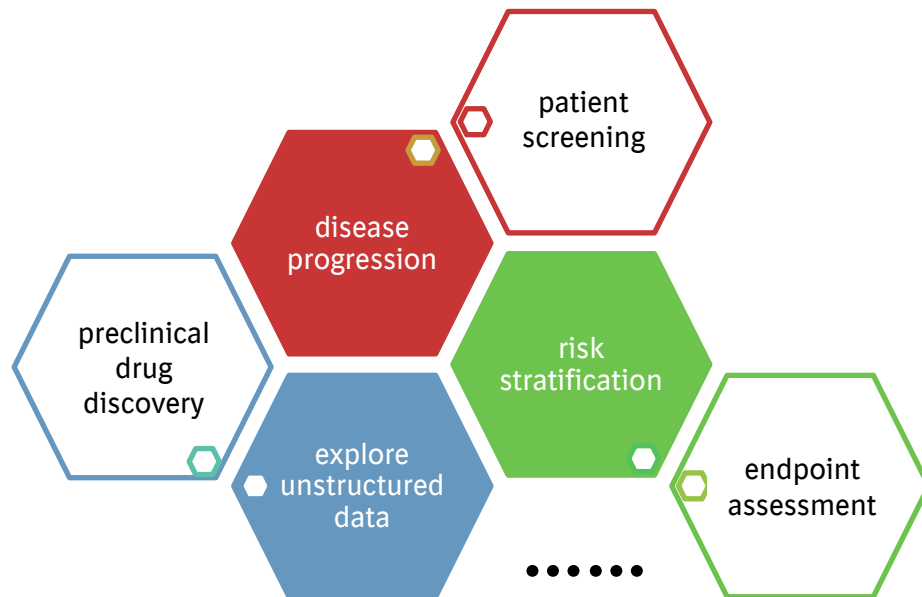 patient
screening
disease
progression
preclinical
drug
discovery
risk
stratification
explore
unstructured
data
endpoint
assessment